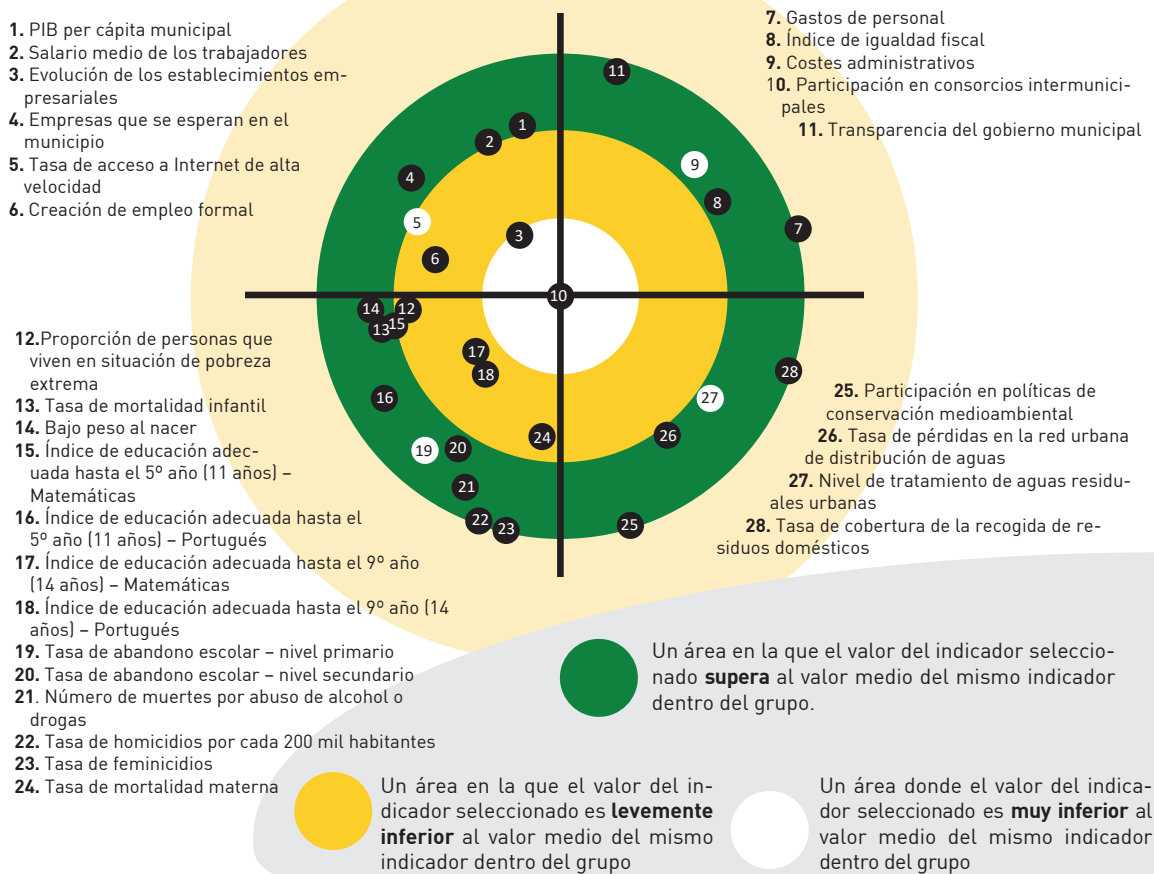 1. PIB per cápita municipal
2. Salario medio de los trabajadores
3. Evolución de los establecimientos em-
presariales
4. Empresas que se esperan en el
municipio
5. Tasa de acceso a Internet de alta
velocidad
6. Creación de empleo formal
7. Gastos de personal
8. Índice de igualdad fiscal
9. Costes administrativos
10. Participación en consorcios intermunici-
pales
11. Transparencia del gobierno municipal
11
1
2
9
4
8
5
7
3
6
10
14
12
15
13
17
18
28
16
27
24
26
20
19
21
22
23
25
12.Proporción de personas que
viven en situación de pobreza
extrema
13. Tasa de mortalidad infantil
14. Bajo peso al nacer
15. Índice de educación adec-
uada hasta el 5º año (11 años) –
Matemáticas
16. Índice de educación adecuada hasta el
5º año (11 años) – Portugués
17. Índice de educación adecuada hasta el 9º año
(14 años) – Matemáticas
18. Índice de educación adecuada hasta el 9º año (14
años) – Portugués
19. Tasa de abandono escolar – nivel primario
20. Tasa de abandono escolar – nivel secundario
21. Número de muertes por abuso de alcohol o
drogas
22. Tasa de homicidios por cada 200 mil habitantes
23. Tasa de feminicidios
24. Tasa de mortalidad materna
25. Participación en políticas de
conservación medioambiental
26. Tasa de pérdidas en la red urbana
de distribución de aguas
27. Nivel de tratamiento de aguas residu-
ales urbanas
28. Tasa de cobertura de la recogida de re-
siduos domésticos
Un área en la que el valor del indicador seleccio-
nado supera al valor medio del mismo indicador
dentro del grupo.
Un área en la que el valor del in-
dicador seleccionado es levemente
inferior al valor medio del mismo
indicador dentro del grupo
Un área donde el valor del indica-
dor seleccionado es muy inferior al
valor medio del mismo indicador
dentro del grupo